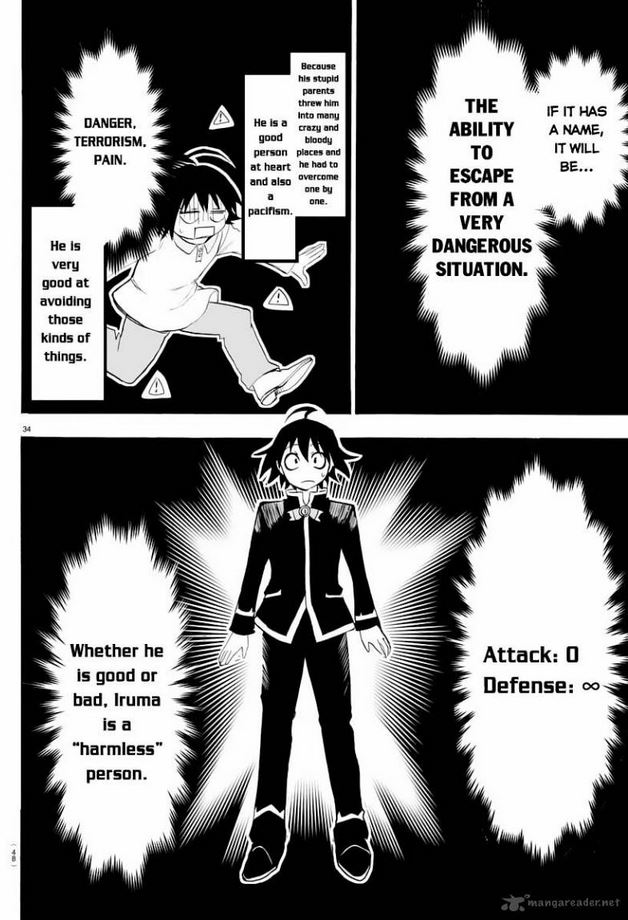 IF IT HAS
A NAME,
IT WILL
BE...
THE
ABILITY
TO
ESCAPE
FROM A
VERY
DANGEROUS
SITUATION.
Because
his stupid
parents
threw him
into many
crazy and
bloody
places and
he had to
overcome
one by
one.
He is a
good
person
at heart
and also
a
pacifism.
DANGER,
TERRORISM,
PAIN.
He is
very
good at
avoiding
those
kinds of
things.
34
Attack: 0
Defense: ∞
Whether he
is good or
bad, Iruma
is a
"harmless"
person.
(48)
mangareader.net